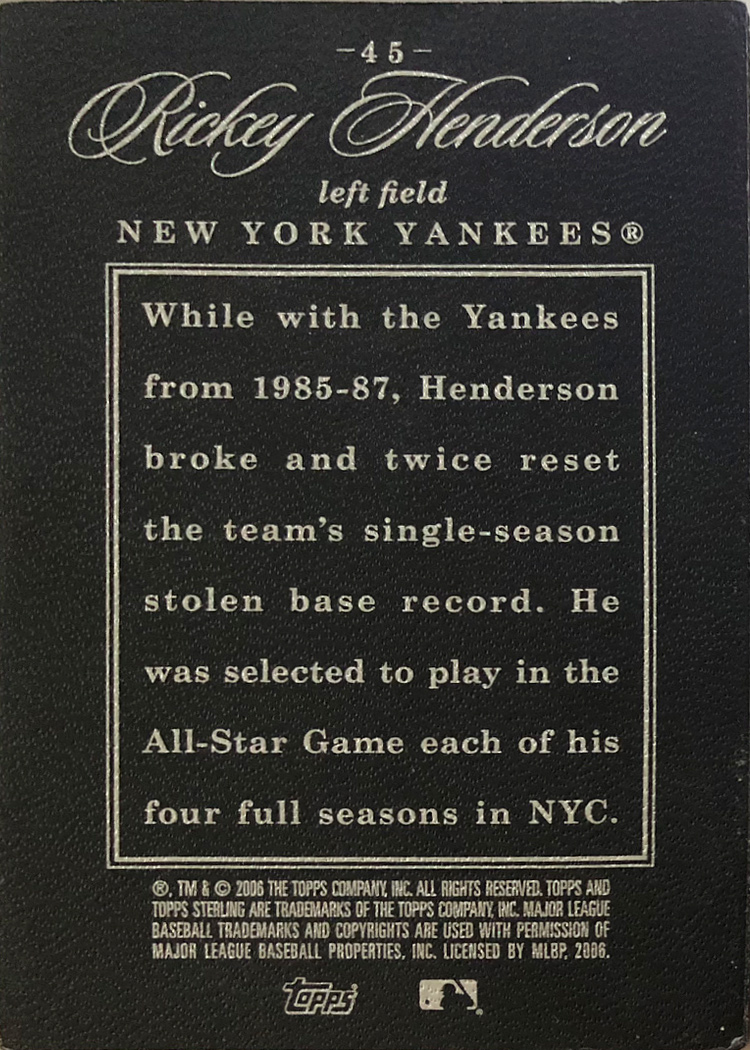 -45-
Rickey Henderson
left field
NEW YORK YANKEES®
While with the Yankees
from 1985-87, Henderson
broke and twice reset
the team's single-season
stolen base record. He
was selected to play in the
All-Star Game each of his
four full seasons in NYC.
®, TM & © 2006 THE TOPPS COMPANY, INC. ALL RIGHTS RESERVED. TOPPS AND
TOPPS STERLING ARE TRADEMARKS OF THE TOPPS COMPANY, INC. MAJOR LEAGUE
BASEBALL TRADEMARKS AND COPYRIGHTS ARE USED WITH PERMISSION OF
MAJOR LEAGUE BASEBALL PROPERTIES, INC. LICENSED BY MLBP, 2006.
Topps